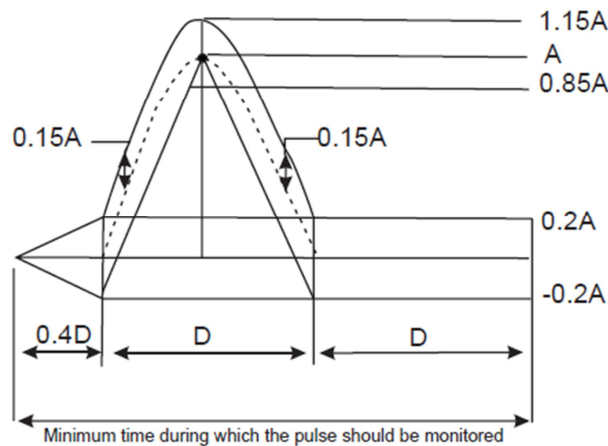 1.15A
A
0.85A
0.15A
0.15A
0.2A
-0.2A
0.4D
D
D
Minimum time during which the pulse should be monitored